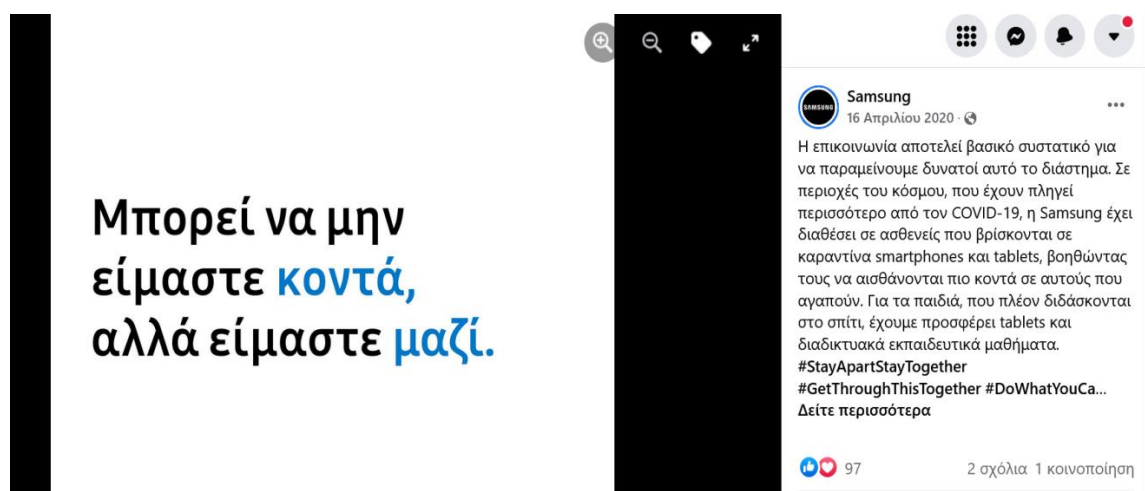 Μπορεί να μην
είμαστε κοντά,
αλλά είμαστε μαζί.
SAMSUNG
Samsung
16 Απριλίου 2020 ·
Η επικοινωνία αποτελεί βασικό συστατικό για
να παραμείνουμε δυνατοί αυτό το διάστημα. Σε
περιοχές του κόσμου, που έχουν πληγεί
περισσότερο από τον COVID-19, η Samsung έχει
διαθέσει σε ασθενείς που βρίσκονται σε
καραντίνα smartphones και tablets, βοηθώντας
τους να αισθάνονται πιο κοντά σε αυτούς που
αγαπούν. Για τα παιδιά, που πλέον διδάσκονται
στο σπίτι, έχουμε προσφέρει tablets και
διαδικτυακά εκπαιδευτικά μαθήματα.
#StayApartStayTogether
#GetThroughThisTogether #DoWhatYouCa...
Δείτε περισσότερα
97 2 σχόλια 1 κοινοποίηση